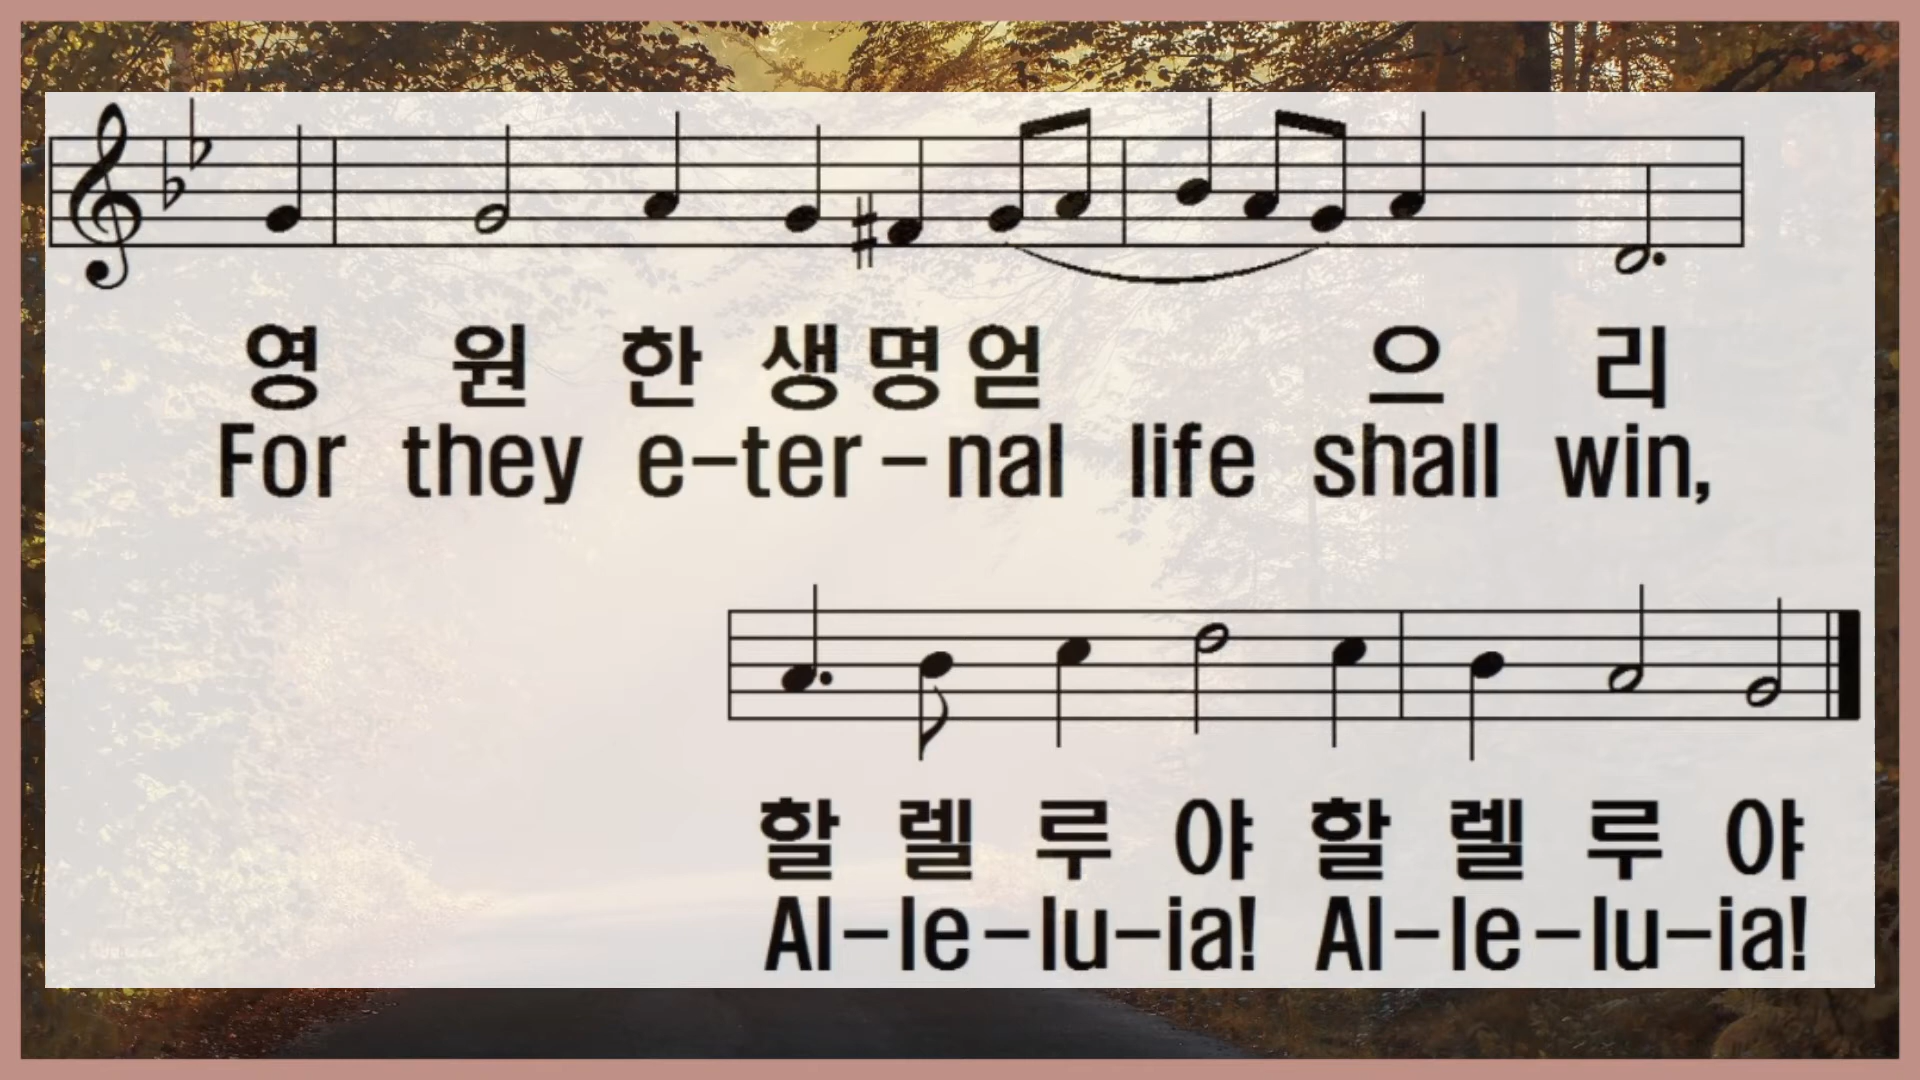 영 원 한 생 명 얻 으 리
For they e-ter-nal life shall win,
할 렐 루 야 할 렐 루 야
Al-le-lu-ia! Al-le-lu-ia!